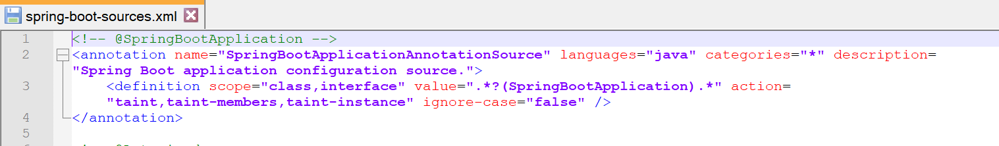 spring-boot-sources.xml
1 <!-- @SpringBootApplication -->
2 <annotation name="SpringBootApplicationAnnotationSource" languages="java" categories="*" description=
"Spring Boot application configuration source.">
3 <definition scope="class,interface" value=".*?(SpringBootApplication).*" action=
"taint,taint-members,taint-instance" ignore-case="false" />
4 </annotation>
5